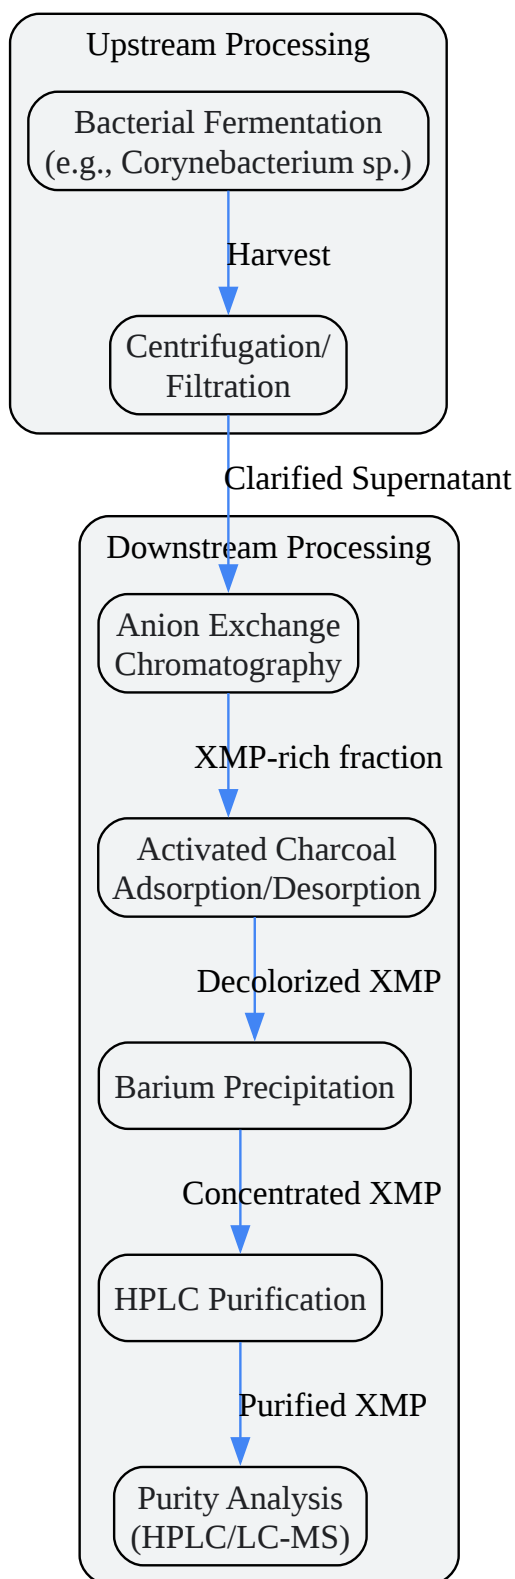 Upstream Processing
Bacterial Fermentation
(e.g., Corynebacterium sp.)
Harvest
Centrifugation/
Filtration
Clarified Supernatant
Downstream Processing
Anion Exchange
Chromatography
XMP-rich fraction
Activated Charcoal
Adsorption/Desorption
Decolorized XMP
Barium Precipitation
Concentrated XMP
HPLC Purification
Purified XMP
Purity Analysis
(HPLC/LC-MS)